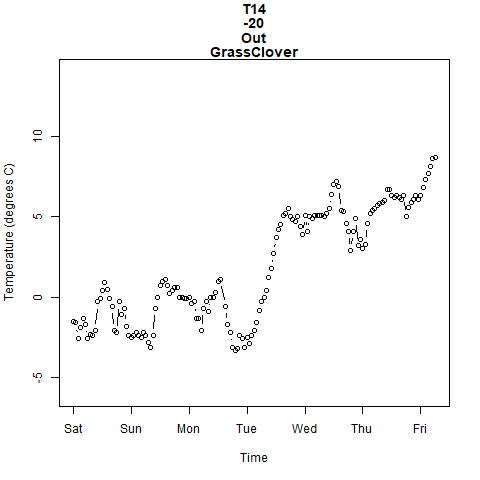 T14
-20
Out
GrassClover
Temperature (degrees C)
10
5
0
-5
Sat Sun Mon Tue Wed Thu Fri
Time